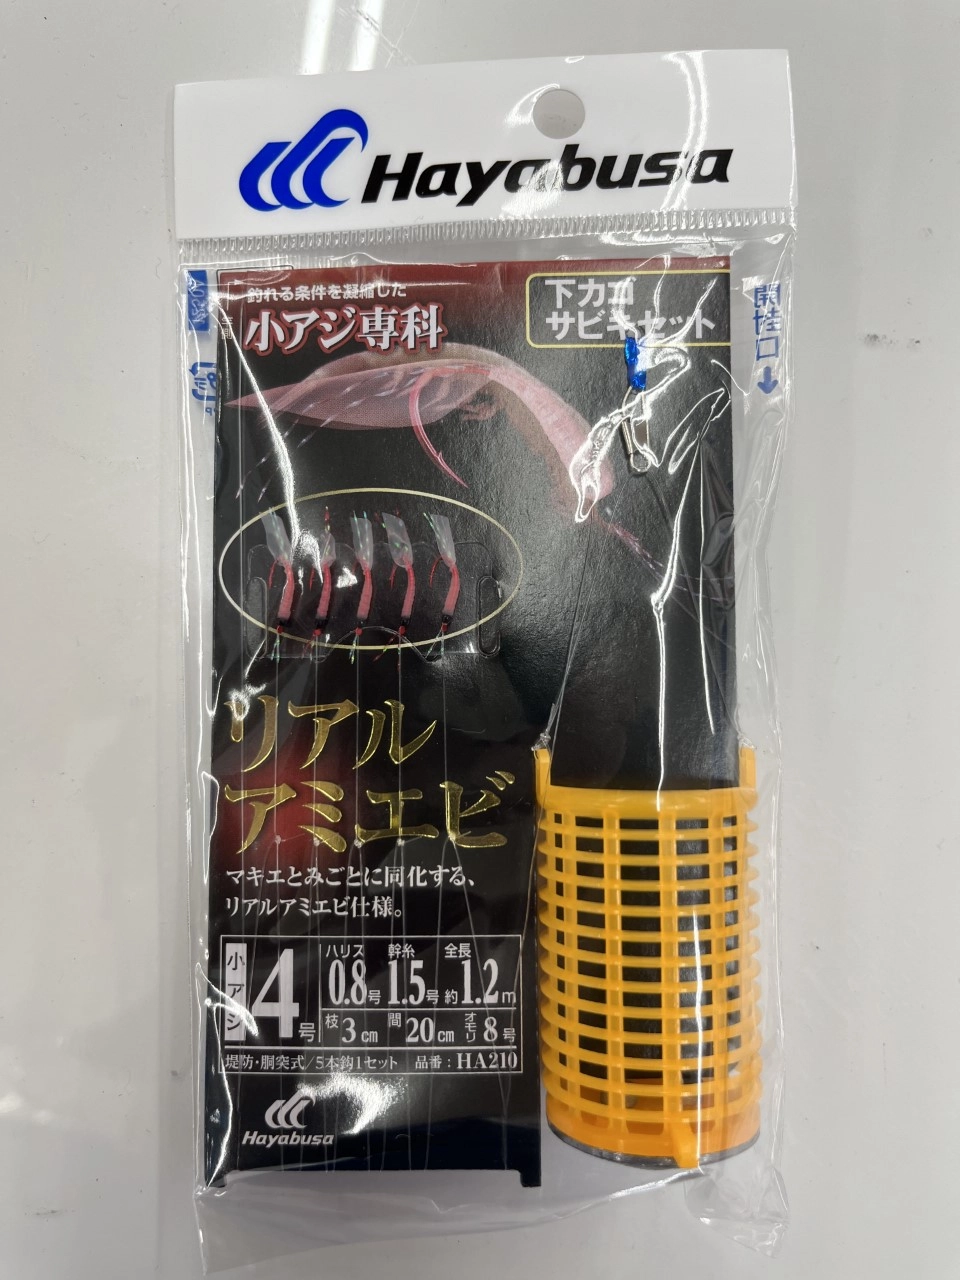 Hayabusa
釣れる条件を凝縮した
小アジ専科
下カゴ
サビキセット
開封口
リアル
アミエビ
マキエとみごとに同化する、
リアルアミエビ仕様。
小アジ 4号
ハリス 0.8号 幹糸 1.5号 全長 約1.2m
枝 3cm 間 20cm オモリ 8号
堤防・胴突式/5本鈎1セット 品番:HA210
Hayabusa